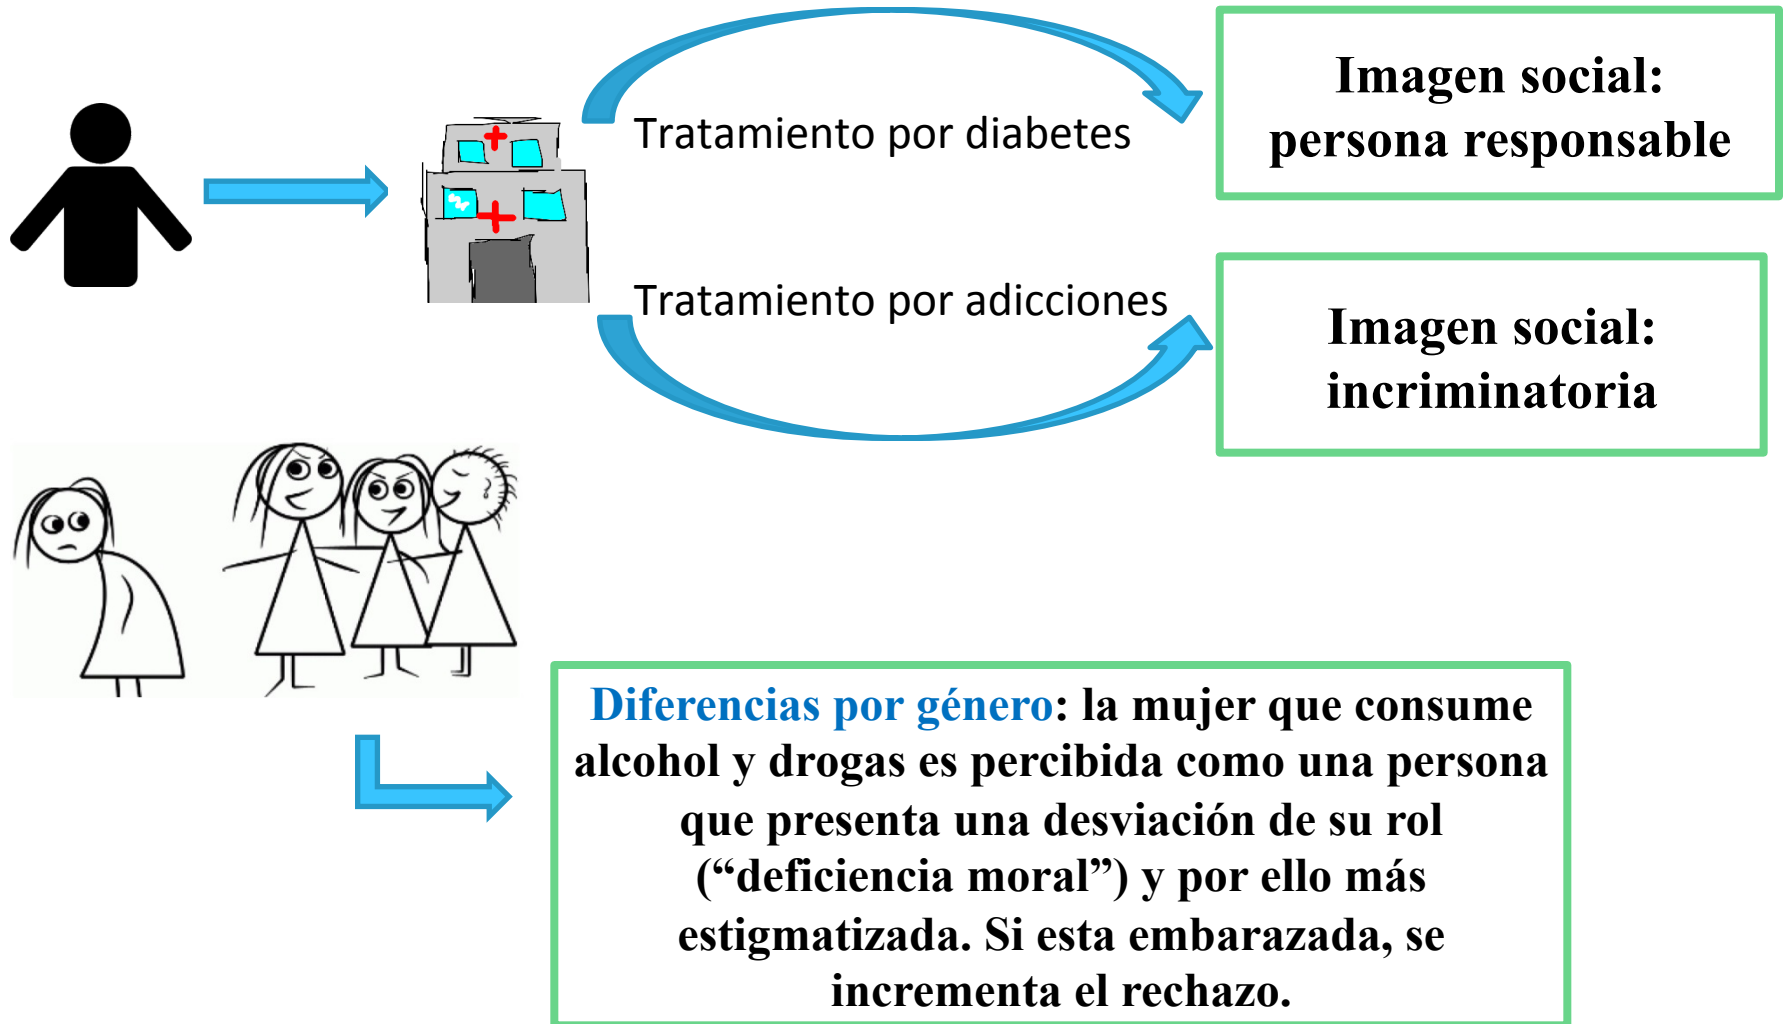 Tratamiento por diabetes
Imagen social:
persona responsable
Tratamiento por adicciones
Imagen social:
incriminatoria
Diferencias por género: la mujer que consume
alcohol y drogas es percibida como una persona
que presenta una desviación de su rol
(“deficiencia moral”) y por ello más
estigmatizada. Si esta embarazada, se
incrementa el rechazo.